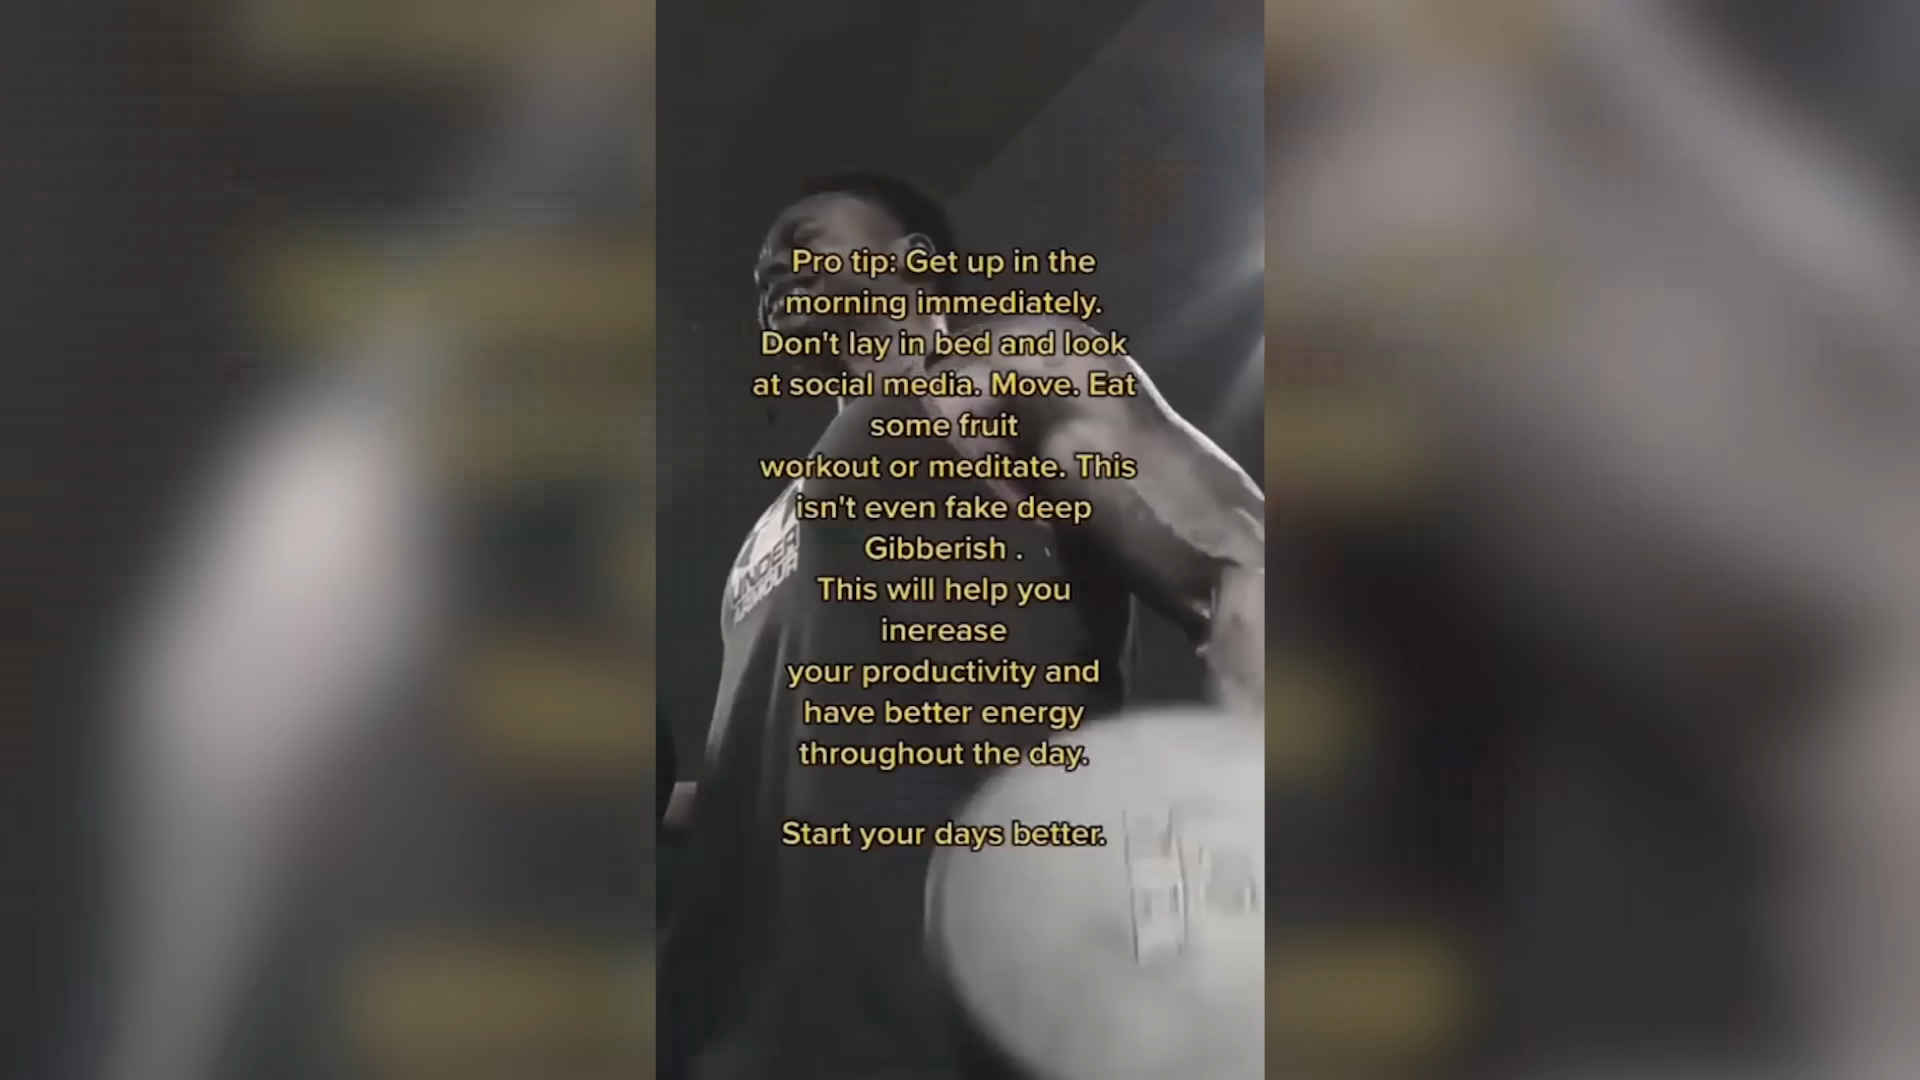 Pro tip: Get up in the
morning immediately.
Don't lay in bed and look
at social media. Move. Eat
some fruit
workout or meditate. This
isn't even fake deep
Gibberish .
This will help you
inerease
your productivity and
have better energy
throughout the day.
Start your days better.
UNDER
ARMOUR